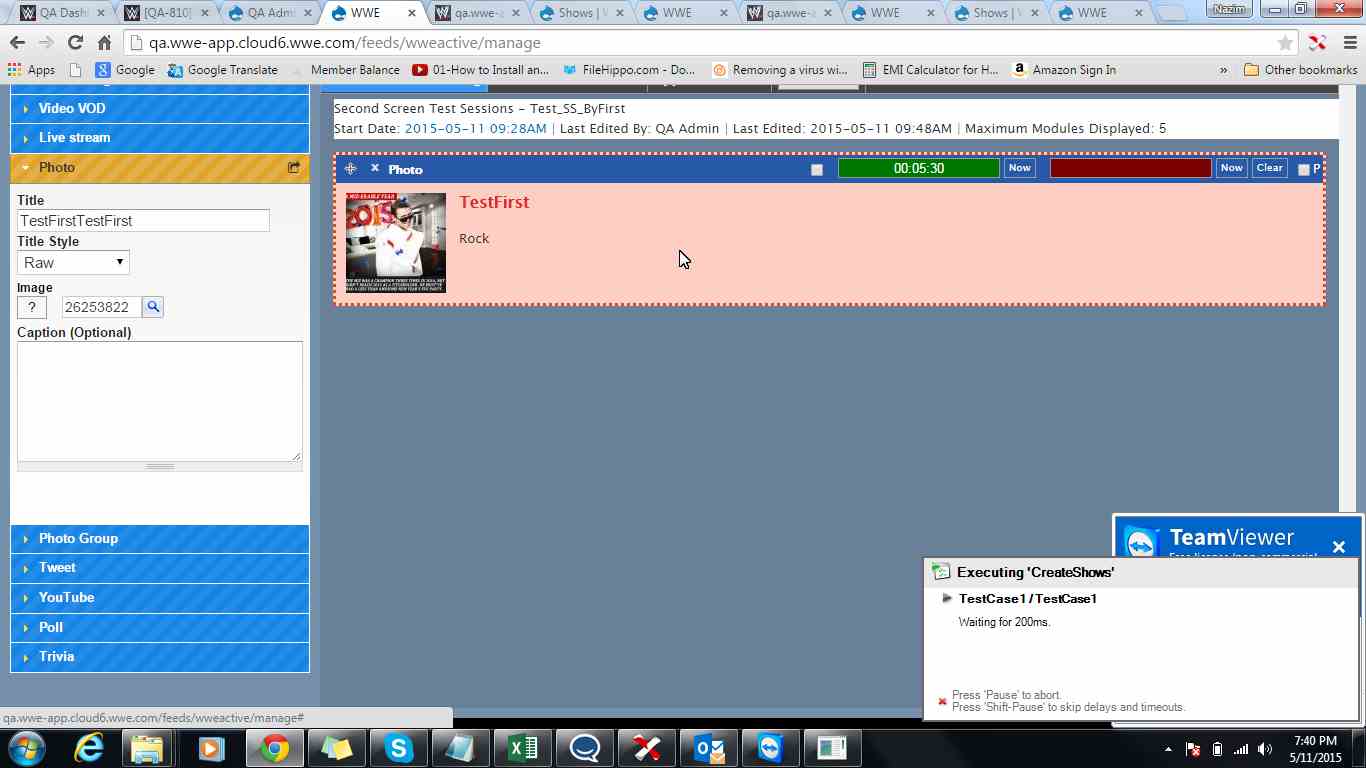 QA Dash
[QA-810]
QA Admi
WWE
qa.wwe-a
Shows | W
WWE
qa.wwe-a
WWE
Shows | W
WWE
Nazim
qa.wwe-app.cloud6.wwe.com/feeds/wweactive/manage
Apps
Google
Google Translate
Member Balance
01-How to Install an...
FileHippo.com - Do...
Removing a virus wi...
EMI Calculator for H...
Amazon Sign In
»
Other bookmarks
Video VOD
Live stream
Photo
Title
TestFirstTestFirst
Title Style
Raw
Image
? 26253822
Caption (Optional)
Photo Group
Tweet
YouTube
Poll
Trivia
Second Screen Test Sessions - Test_SS_ByFirst
Start Date: 2015-05-11 09:28AM | Last Edited By: QA Admin | Last Edited: 2015-05-11 09:48AM | Maximum Modules Displayed: 5
Photo 00:05:30 Now Now Clear P
2015
TestFirst
Rock
TeamViewer
Executing 'CreateShows'
TestCase1 / TestCase1
Waiting for 200ms.
Press 'Pause' to abort.
Press 'Shift-Pause' to skip delays and timeouts.
qa.wwe-app.cloud6.wwe.com/feeds/wweactive/manage#
7:40 PM
5/11/2015